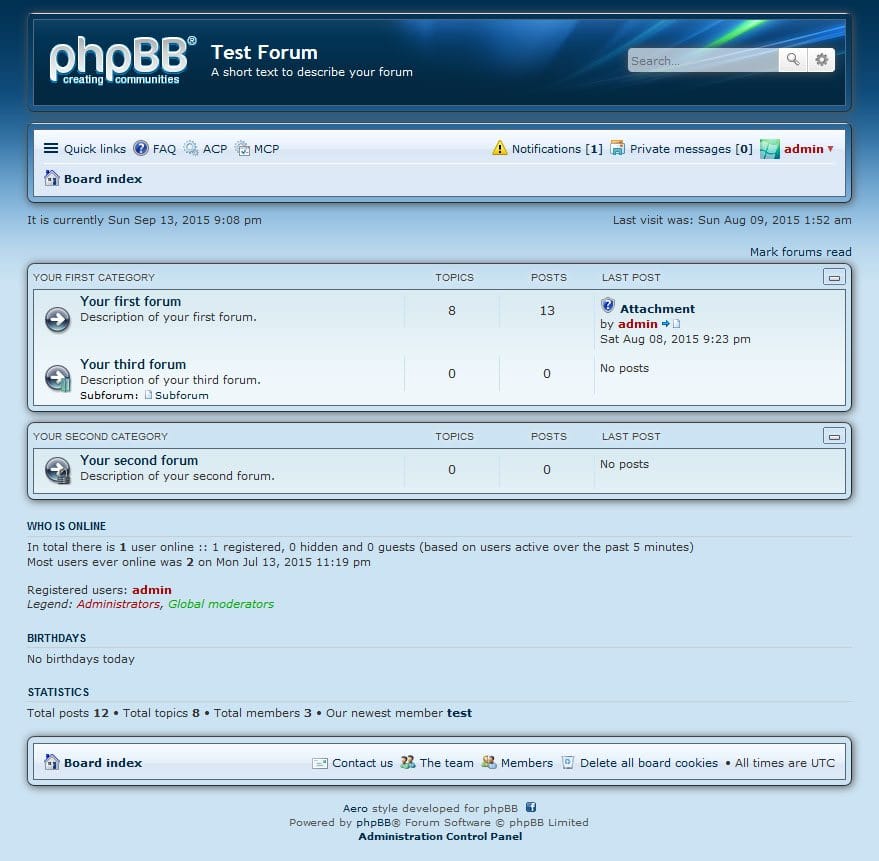 phpBB®
creating communities
Test Forum
A short text to describe your forum
Search...
Quick links FAQ ACP MCP
Notifications [1] Private messages [0] admin
Board index
It is currently Sun Sep 13, 2015 9:08 pm
Last visit was: Sun Aug 09, 2015 1:52 am
Mark forums read
YOUR FIRST CATEGORY TOPICS POSTS LAST POST
Your first forum
Description of your first forum.
8 13
Attachment
by admin
Sat Aug 08, 2015 9:23 pm
Your third forum
Description of your third forum.
Subforum: Subforum
0 0 No posts
YOUR SECOND CATEGORY TOPICS POSTS LAST POST
Your second forum
Description of your second forum.
0 0 No posts
WHO IS ONLINE
In total there is 1 user online :: 1 registered, 0 hidden and 0 guests (based on users active over the past 5 minutes)
Most users ever online was 2 on Mon Jul 13, 2015 11:19 pm
Registered users: admin
Legend: Administrators, Global moderators
BIRTHDAYS
No birthdays today
STATISTICS
Total posts 12 • Total topics 8 • Total members 3 • Our newest member test
Board index
Contact us The team Members Delete all board cookies • All times are UTC
Aero style developed for phpBB
Powered by phpBB® Forum Software © phpBB Limited
Administration Control Panel